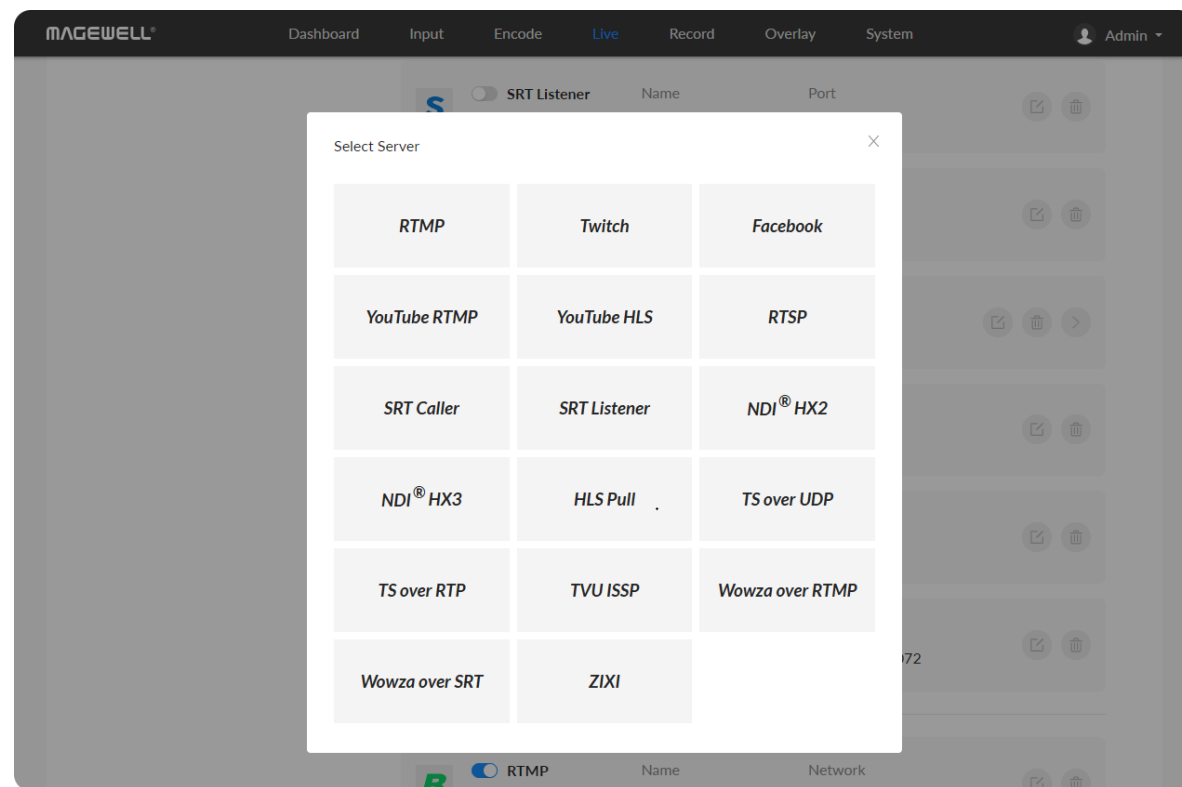 MAGEWELL® Dashboard Input Encode Live Record Overlay System Admin
SRT Listener Name Port
Select Server
RTMP Twitch Facebook
YouTube RTMP YouTube HLS RTSP
SRT Caller SRT Listener NDI® HX2
NDI® HX3 HLS Pull . TS over UDP
TS over RTP TVU ISSP Wowza over RTMP
072
Wowza over SRT ZIXI
RTMP Name Network